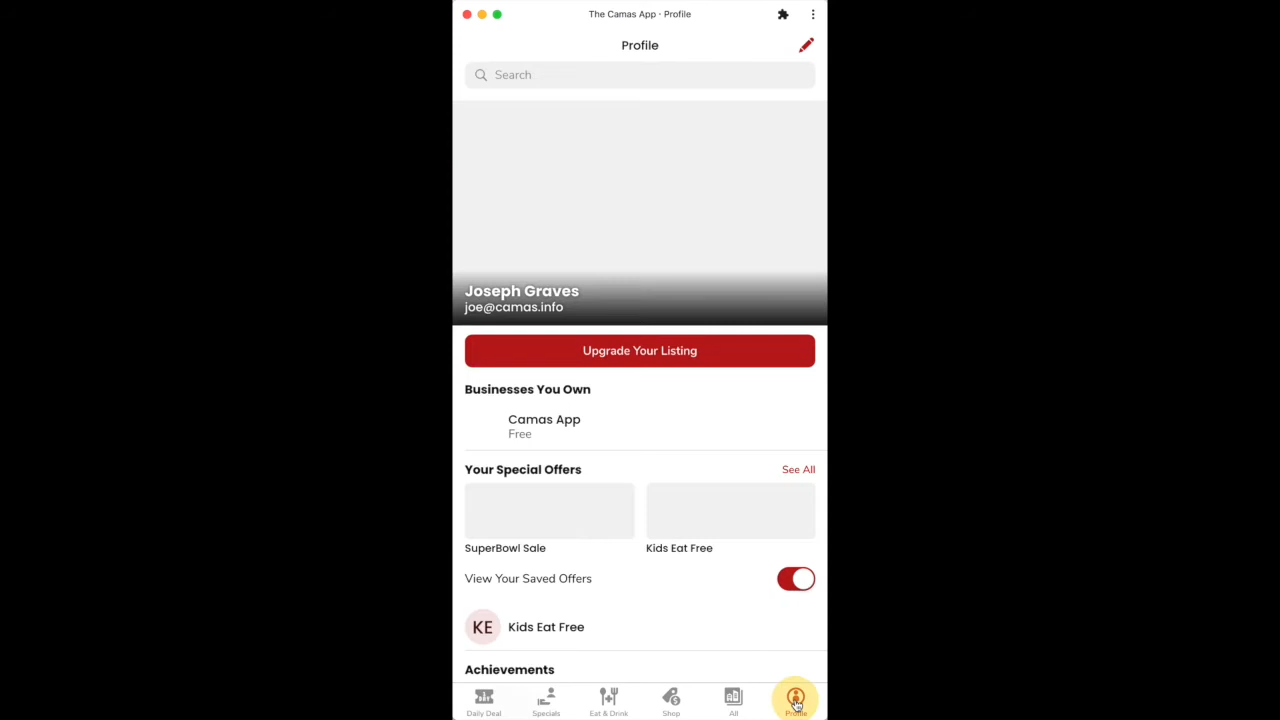 The Camas App · Profile
Profile
Search
Joseph Graves
joe@camas.info
Upgrade Your Listing
Businesses You Own
Camas App
Free
Your Special Offers
See All
SuperBowl Sale
Kids Eat Free
View Your Saved Offers
KE
Kids Eat Free
Achievements
Daily Deal
Specials
Eat & Drink
Shop
All
Profile